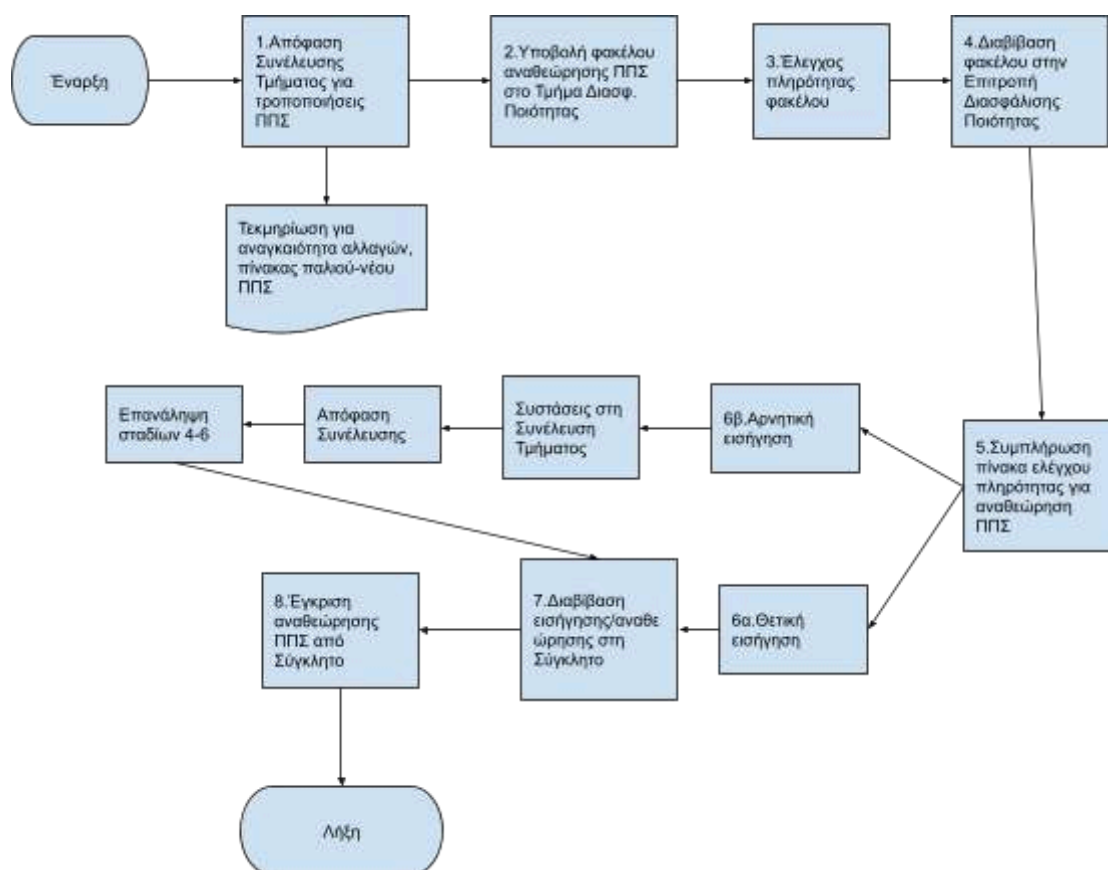 Έναρξη
1.Απόφαση
Συνέλευσης
Τμήματος για
τροποποιήσεις
ΠΠΣ
2.Υποβολή φακέλου
αναθεώρησης ΠΠΣ
στο Τμήμα Διασφ.
Ποιότητας
3.Έλεγχος
πληρότητας
φακέλου
4.Διαβίβαση
φακέλου στην
Επιτροπή
Διασφάλισης
Ποιότητας
Τεκμηρίωση για
αναγκαιότητα αλλαγών,
πίνακας παλιού-νέου
ΠΠΣ
Επανάληψη
σταδίων 4-6
Απόφαση
Συνέλευσης
Συστάσεις στη
Συνέλευση
Τμήματος
6β.Αρνητική
εισήγηση
5.Συμπλήρωση
πίνακα ελέγχου
πληρότητας για
αναθεώρηση
ΠΠΣ
8.Έγκριση
αναθεώρησης
ΠΠΣ από
Σύγκλητο
7.Διαβίβαση
εισήγησης/αναθε
ώρησης στη
Σύγκλητο
6α.Θετική
εισήγηση
Λήξη